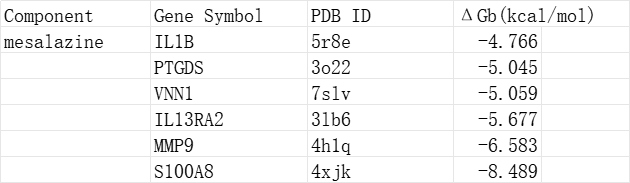 Component Gene Symbol PDB ID ΔGb(kcal/mol)
mesalazine IL1B 5r8e -4.766
PTGDS 3o22 -5.045
VNN1 7slv -5.059
IL13RA2 3lb6 -5.677
MMP9 4h1q -6.583
S100A8 4xjk -8.489